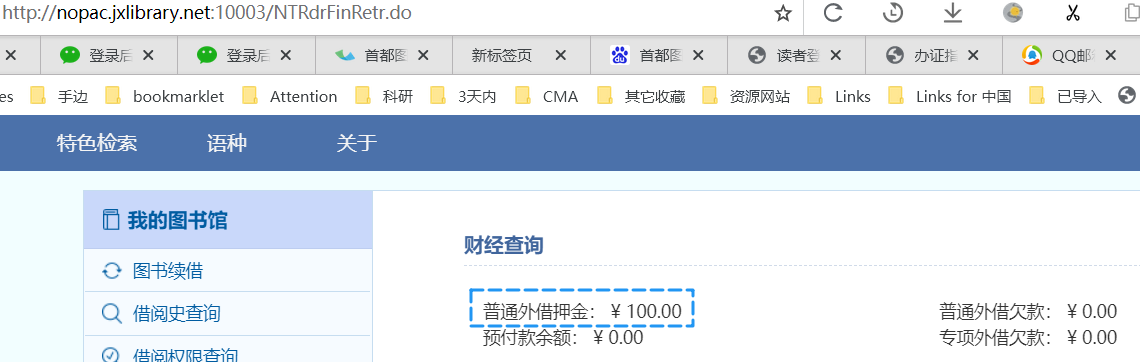 http://nopac.jxlibrary.net:10003/NTRdrFinRetr.do
登录后 登录后 首都图 新标签页 首都图 读者登 办证指 QQ邮
es 手边 bookmarklet Attention 科研 3天内 CMA 其它收藏 资源网站 Links Links for 中国 已导入
特色检索 语种 关于
我的图书馆
财经查询
图书续借
普通外借押金： ¥ 100.00 普通外借欠款： ¥ 0.00
借阅史查询
预付款余额： ¥ 0.00 专项外借欠款： ¥ 0.00
借阅权限查询